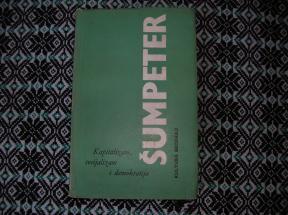 ŠUMPETER
Kapitalizam,
socijalizam
i demokratija
KULTURA BEOGRAD